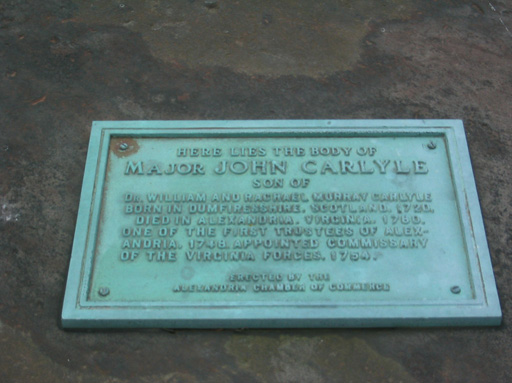 HERE LIES THE BODY OF
MAJOR JOHN CARLYLE
SON OF
DR. WILLIAM AND RACHAEL MURRAY CARLYLE
BORN IN DUMFRIESSHIRE, SCOTLAND, 1720,
DIED IN ALEXANDRIA, VIRGINIA, 1780,
ONE OF THE FIRST TRUSTEES OF ALEX-
ANDRIA, 1748, APPOINTED COMMISSARY
OF THE VIRGINIA FORCES, 1754.
ERECTED BY THE
ALEXANDRIA CHAMBER OF COMMERCE